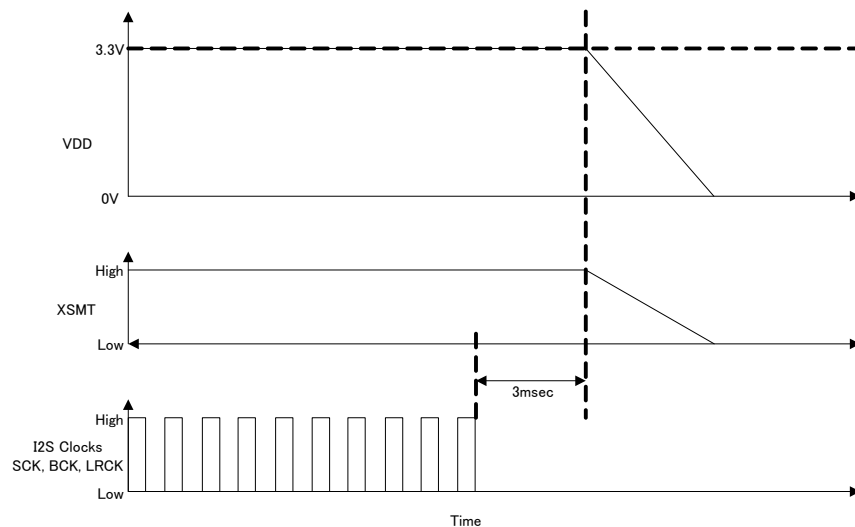 3.3V
VDD
0V
High
XSMT
Low
3msec
High
I2S Clocks
SCK, BCK, LRCK
Low
Time